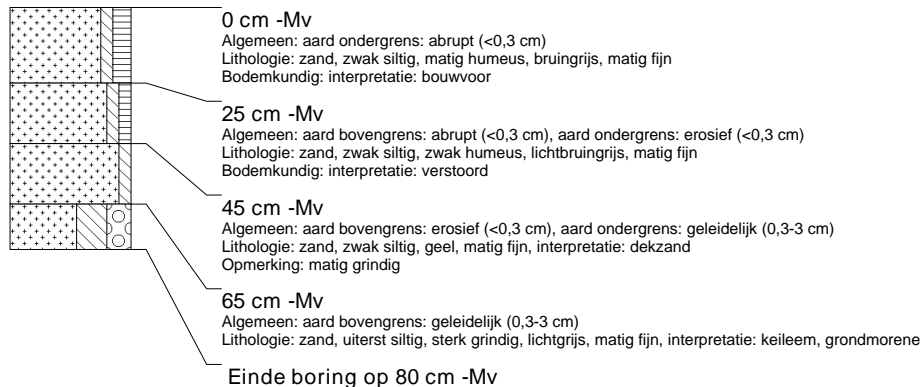 0 cm -Mv
Algemeen: aard ondergrens: abrupt (<0,3 cm)
Lithologie: zand, zwak siltig, matig humeus, bruingrijs, matig fijn
Bodemkundig: interpretatie: bouwvoor
25 cm -Mv
Algemeen: aard bovengrens: abrupt (<0,3 cm), aard ondergrens: erosief (<0,3 cm)
Lithologie: zand, zwak siltig, zwak humeus, lichtbruingrijs, matig fijn
Bodemkundig: interpretatie: verstoord
45 cm -Mv
Algemeen: aard bovengrens: erosief (<0,3 cm), aard ondergrens: geleidelijk (0,3-3 cm)
Lithologie: zand, zwak siltig, geel, matig fijn, interpretatie: dekzand
Opmerking: matig grindig
65 cm -Mv
Algemeen: aard bovengrens: geleidelijk (0,3-3 cm)
Lithologie: zand, uiterst siltig, sterk grindig, lichtgrijs, matig fijn, interpretatie: keileem, grondmorene
Einde boring op 80 cm -Mv